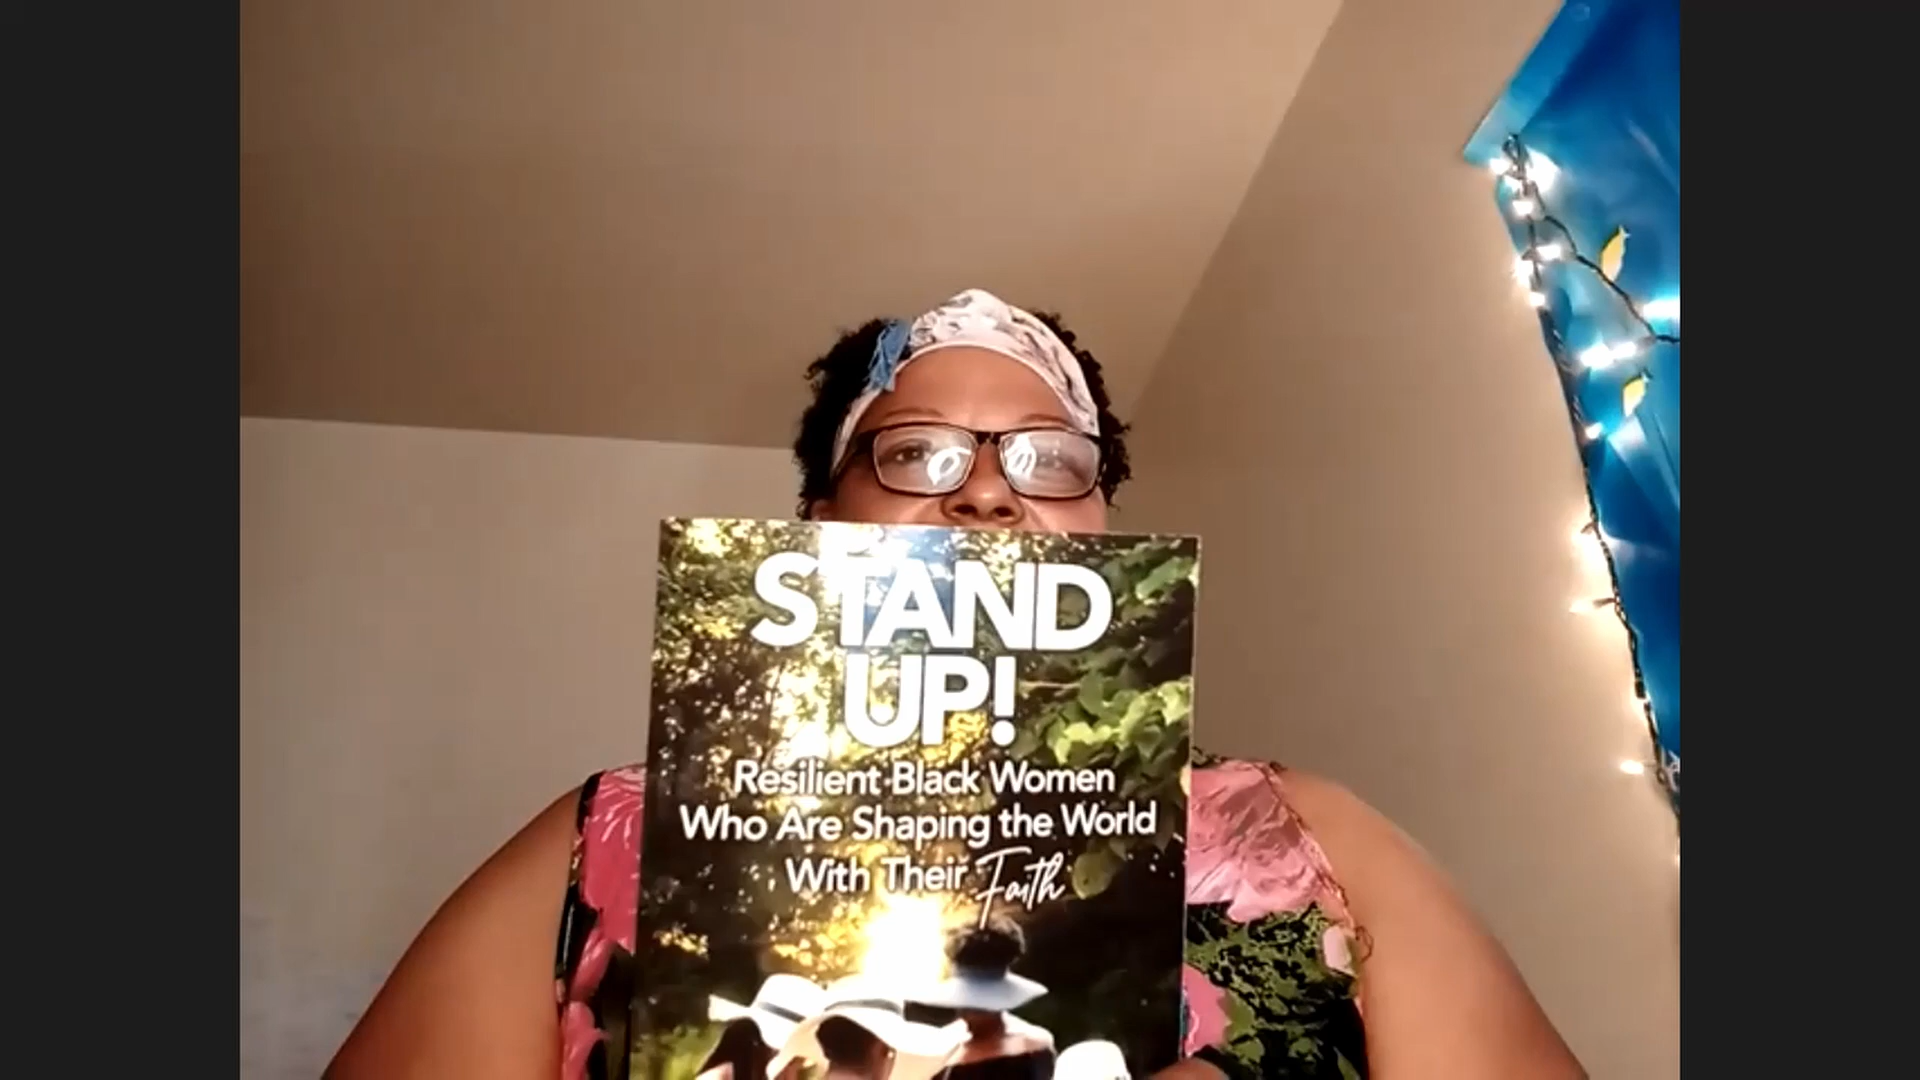 STAND
UP!
Resilient Black Women
Who Are Shaping the World
With Their Faith